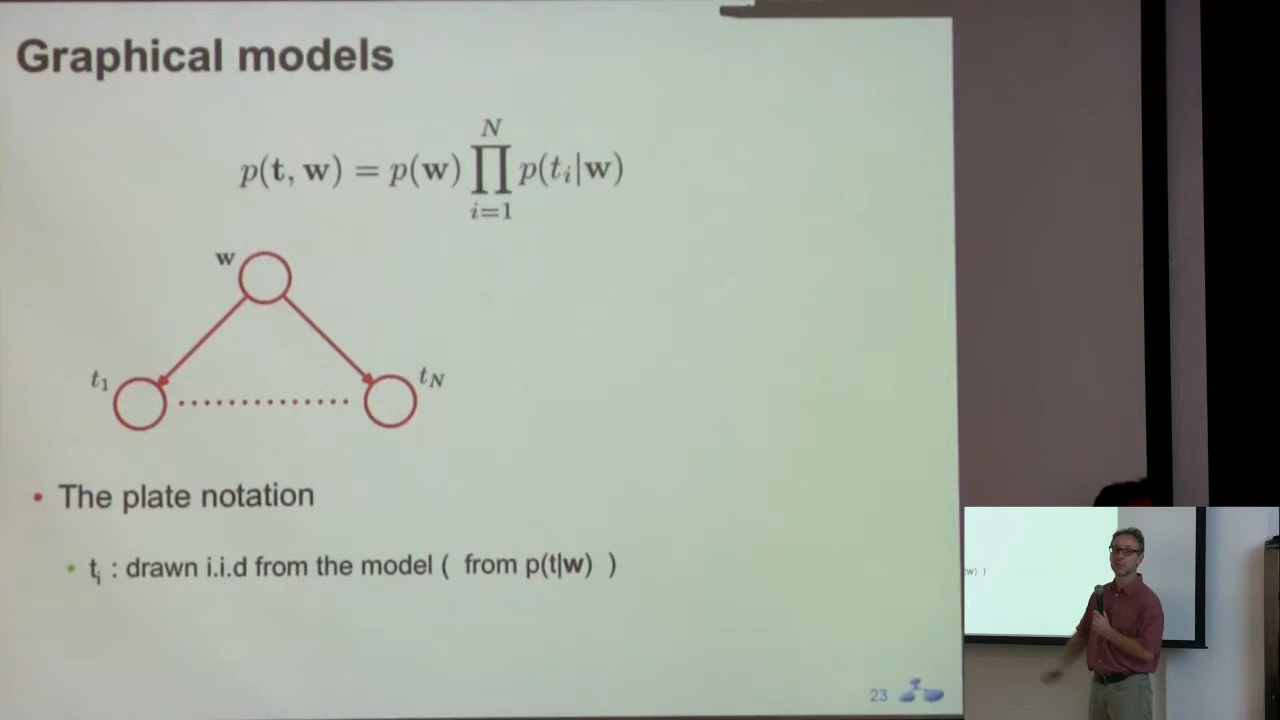 Graphical models
p(t, w) = p(w) ∏_{i=1}^{N} p(t_i|w)
w
t_1
t_N
• The plate notation
• t_i : drawn i.i.d from the model ( from p(t|w) )
23
w) )